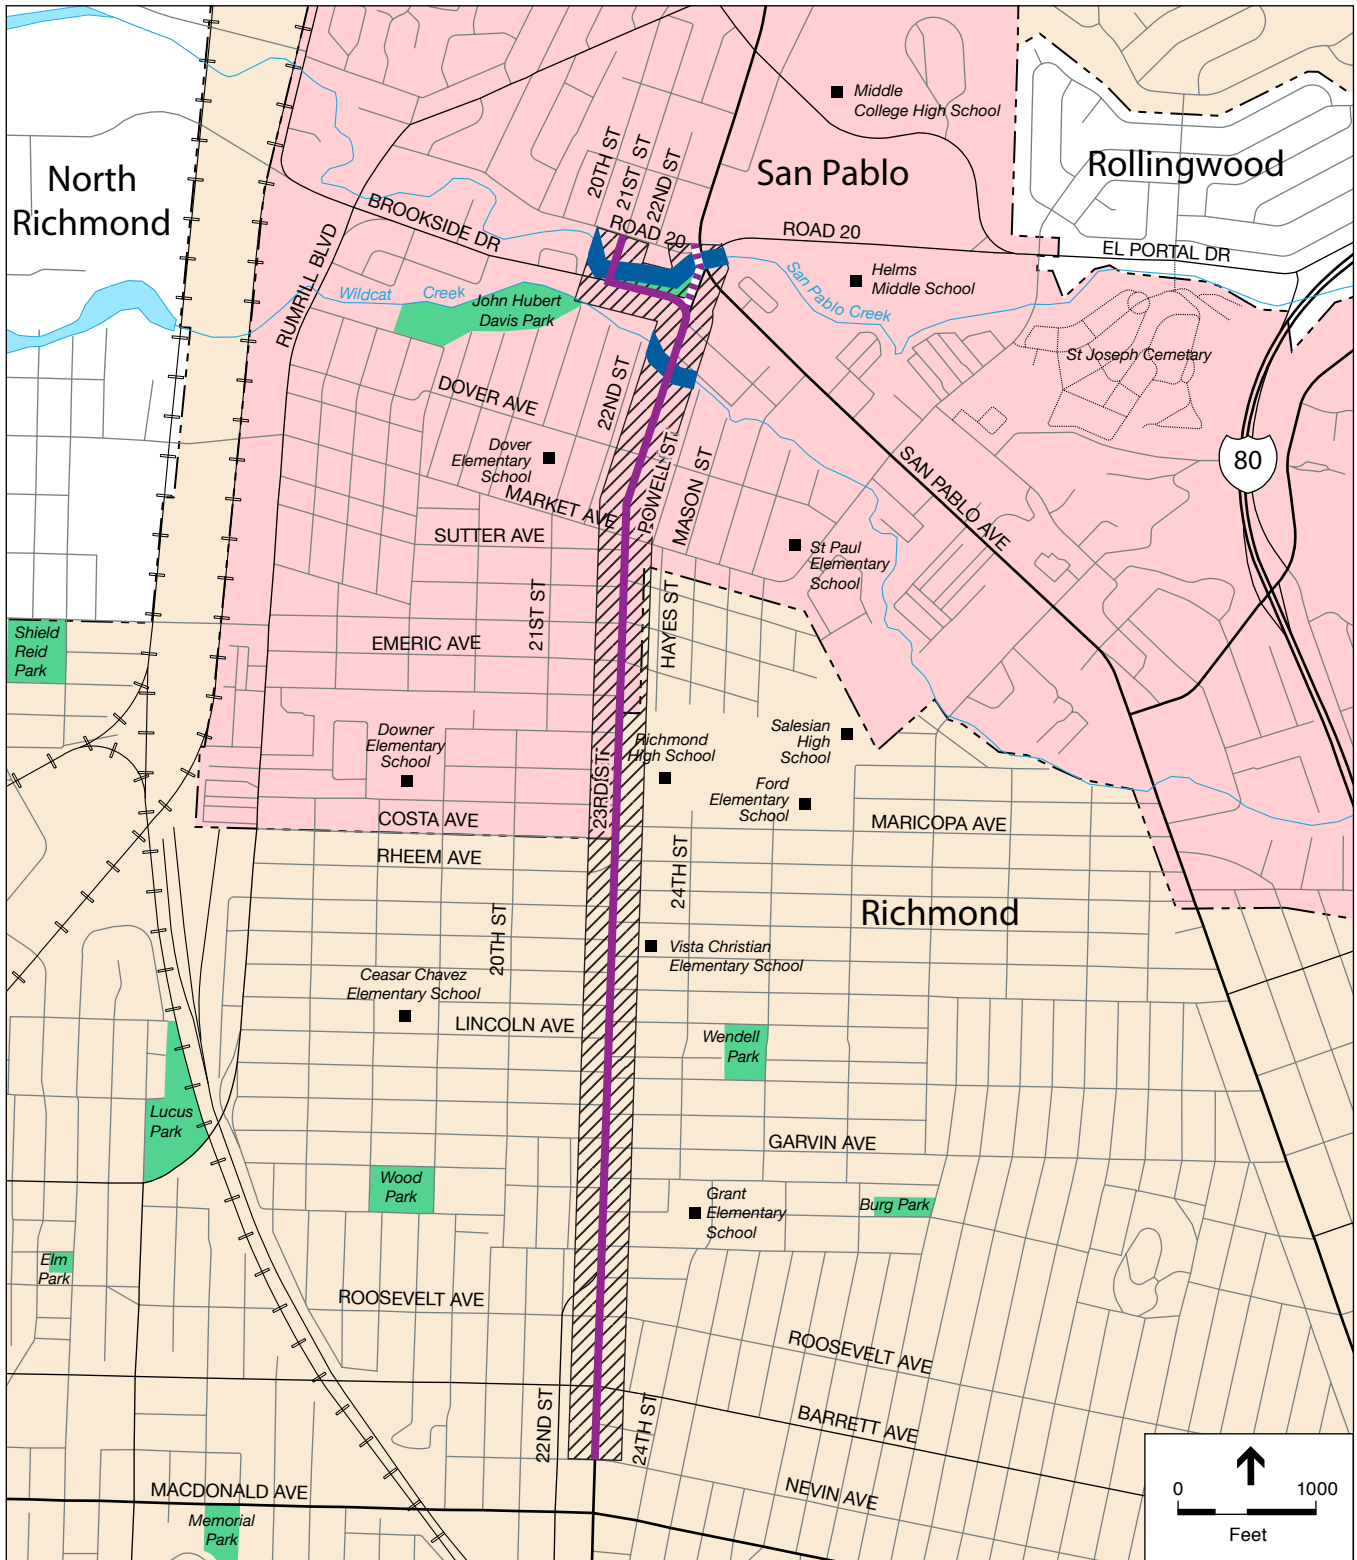 Middle
College High School
North
Richmond
San Pablo
Rollingwood
20TH ST
21ST ST
22ND ST
BROOKSIDE DR
ROAD 20
ROAD 20
EL PORTAL DR
RUMRILL BLVD
Wildcat Creek
John Hubert
Davis Park
San Pablo Creek
Helms
Middle School
St Joseph Cemetary
DOVER AVE
22ND ST
Dover
Elementary
School
MARKET AVE
POWELL ST
MASON ST
SAN PABLO AVE
80
SUTTER AVE
St Paul
Elementary
School
21ST ST
HAYES ST
EMERIC AVE
Shield
Reid
Park
Downer
Elementary
School
23RD ST
Richmond
High School
Salesian
High
School
Ford
Elementary
School
COSTA AVE
MARICOPA AVE
RHEEM AVE
24TH ST
Richmond
20TH ST
Vista Christian
Elementary School
Ceasar Chavez
Elementary School
LINCOLN AVE
Wendell
Park
Lucus
Park
GARVIN AVE
Wood
Park
Grant
Elementary
School
Burg Park
Elm
Park
ROOSEVELT AVE
ROOSEVELT AVE
22ND ST
24TH ST
BARRETT AVE
NEVIN AVE
MACDONALD AVE
Memorial
Park
0 1000
Feet